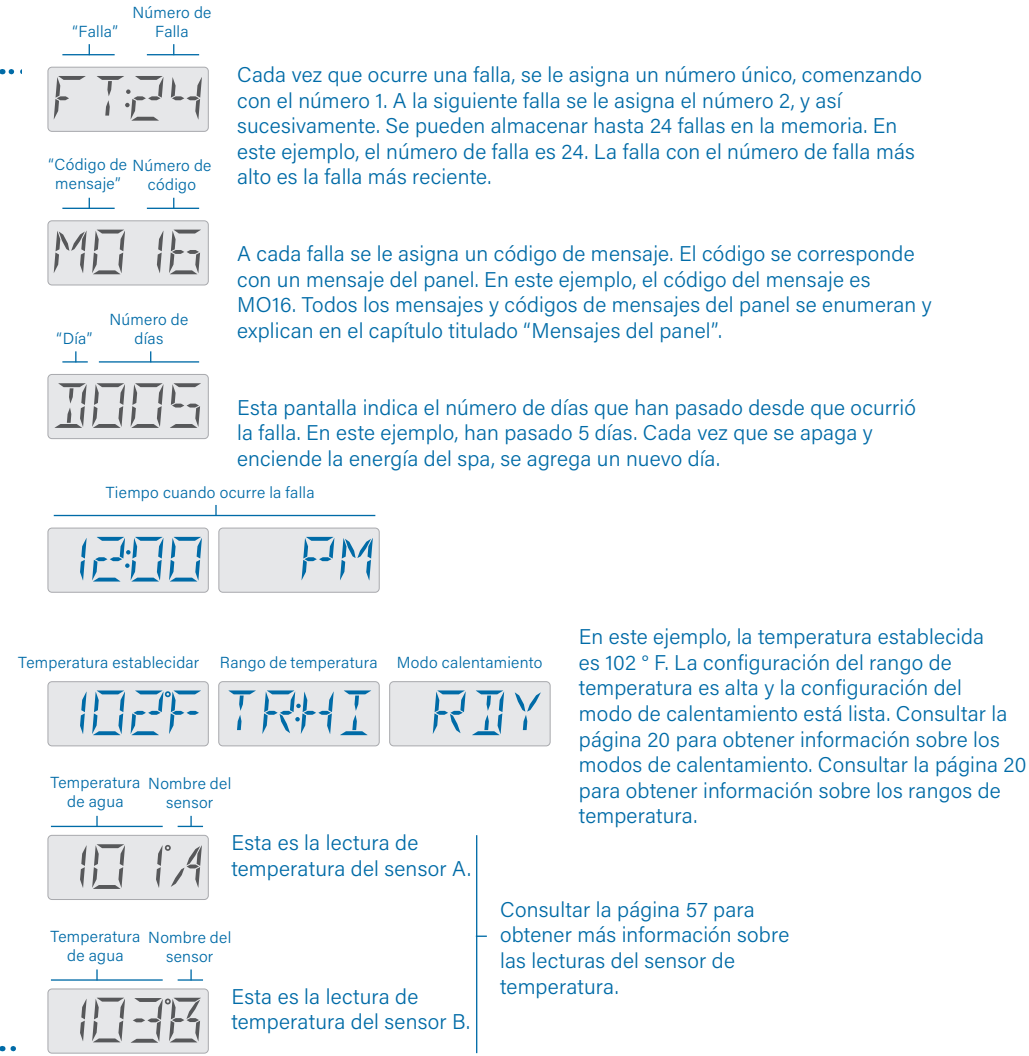 "Falla" Número de Falla
FT:24
Cada vez que ocurre una falla, se le asigna un número único, comenzando
con el número 1. A la siguiente falla se le asigna el número 2, y así
sucesivamente. Se pueden almacenar hasta 24 fallas en la memoria. En
este ejemplo, el número de falla es 24. La falla con el número de falla más
alto es la falla más reciente.
"Código de mensaje" Número de código
MO16
A cada falla se le asigna un código de mensaje. El código se corresponde
con un mensaje del panel. En este ejemplo, el código del mensaje es
MO16. Todos los mensajes y códigos de mensajes del panel se enumeran y
explican en el capítulo titulado "Mensajes del panel".
"Día" Número de días
D005
Esta pantalla indica el número de días que han pasado desde que ocurrió
la falla. En este ejemplo, han pasado 5 días. Cada vez que se apaga y
enciende la energía del spa, se agrega un nuevo día.
Tiempo cuando ocurre la falla
12:00 PM
Temperatura establecidar Rango de temperatura Modo calentamiento
102°F TR:HI RDY
En este ejemplo, la temperatura establecida
es 102 ° F. La configuración del rango de
temperatura es alta y la configuración del
modo de calentamiento está lista. Consultar la
página 20 para obtener información sobre los
modos de calentamiento. Consultar la página 20
para obtener información sobre los rangos de
temperatura.
Temperatura de agua Nombre del sensor
101°A
Esta es la lectura de
temperatura del sensor A.
Temperatura de agua Nombre del sensor
103°B
Esta es la lectura de
temperatura del sensor B.
Consultar la página 57 para
obtener más información sobre
las lecturas del sensor de
temperatura.